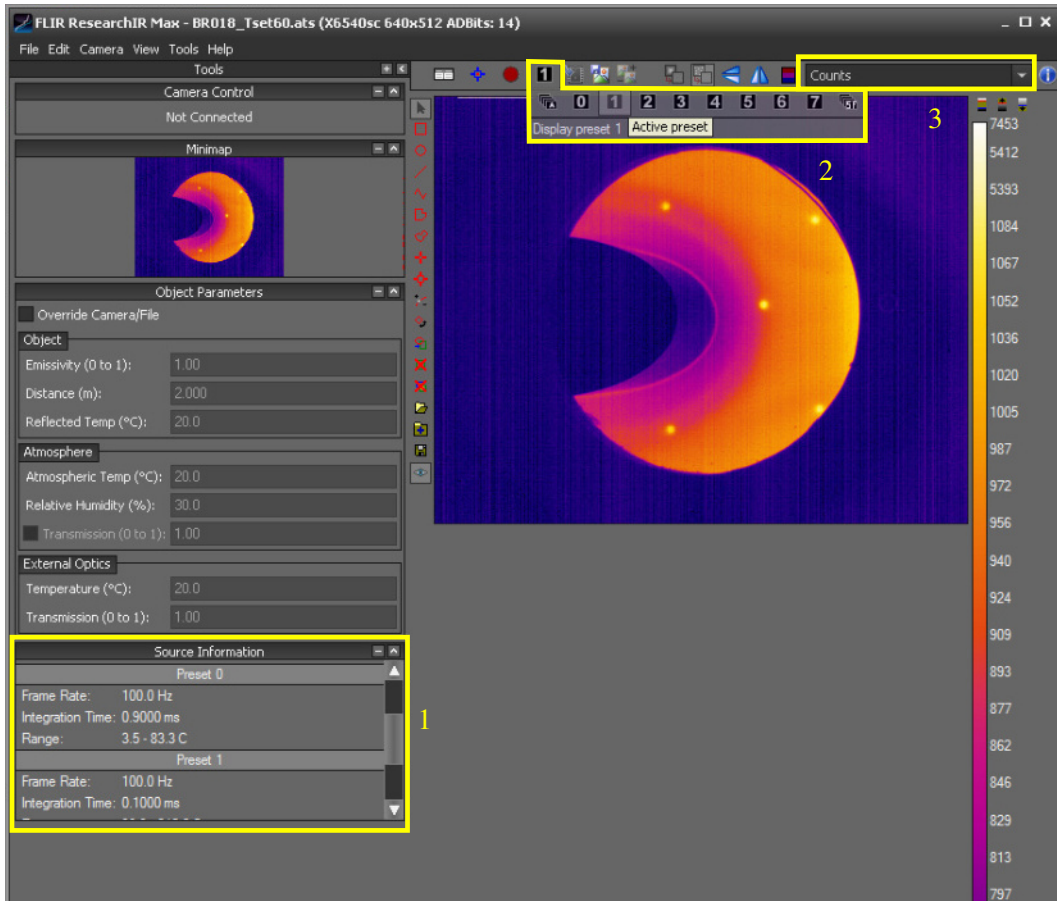 FLIR ResearchIR Max - BR018_Tset60.ats (X6540sc 640x512 ADBits: 14)
File Edit Camera View Tools Help
Tools
Camera Control
Not Connected
Minimap
Object Parameters
Override Camera/File
Object
Emissivity (0 to 1): 1.00
Distance (m): 2.000
Reflected Temp (°C): 20.0
Atmosphere
Atmospheric Temp (°C): 20.0
Relative Humidity (%): 30.0
Transmission (0 to 1): 1.00
External Optics
Temperature (°C): 20.0
Transmission (0 to 1): 1.00
Source Information
Preset 0
Frame Rate: 100.0 Hz
Integration Time: 0.9000 ms
Range: 3.5 - 83.3 C
Preset 1
Frame Rate: 100.0 Hz
Integration Time: 0.1000 ms
1
1
Counts
0 1 2 3 4 5 6 7
Display preset 1 Active preset
2
3
7453
5412
5393
1084
1067
1052
1036
1020
1005
987
972
956
940
924
909
893
877
862
846
829
813
797